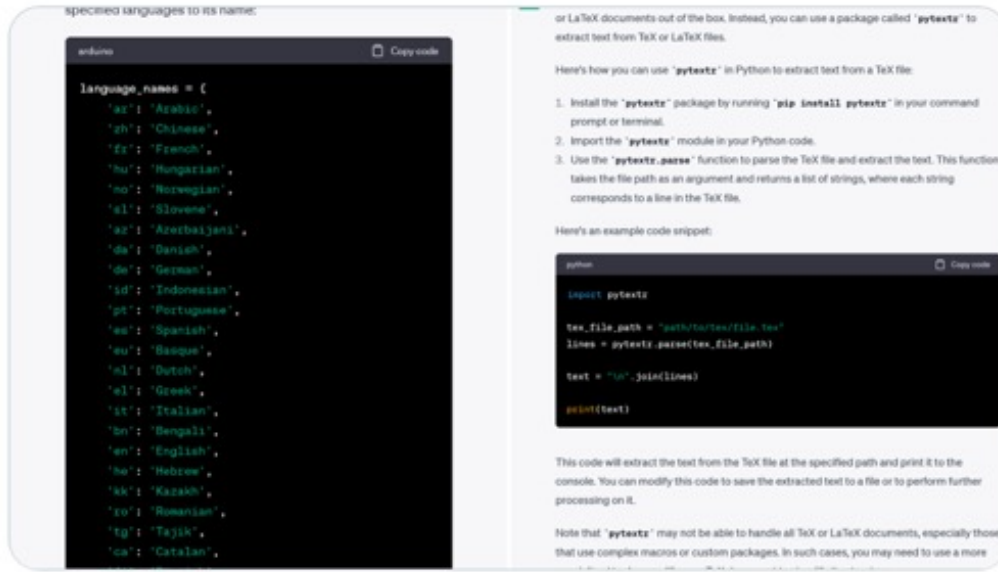 specified languages to its name:
arduino Copy code
language_names = {
'ar': 'Arabic',
'zh': 'Chinese',
'fr': 'French',
'hu': 'Hungarian',
'no': 'Norwegian',
'sl': 'Slovene',
'az': 'Azerbaijani',
'da': 'Danish',
'de': 'German',
'id': 'Indonesian',
'pt': 'Portuguese',
'es': 'Spanish',
'eu': 'Basque',
'nl': 'Dutch',
'el': 'Greek',
'it': 'Italian',
'bn': 'Bengali',
'en': 'English',
'he': 'Hebrew',
'kk': 'Kazakh',
'ro': 'Romanian',
'tg': 'Tajik',
'ca': 'Catalan',
or LaTeX documents out of the box. Instead, you can use a package called `pytextr` to
extract text from TeX or LaTeX files.
Here's how you can use `pytextr` in Python to extract text from a TeX file:
1. Install the `pytextr` package by running `pip install pytextr` in your command
prompt or terminal.
2. Import the `pytextr` module in your Python code.
3. Use the `pytextr.parse` function to parse the TeX file and extract the text. This function
takes the file path as an argument and returns a list of strings, where each string
corresponds to a line in the TeX file.
Here's an example code snippet:
python Copy code
import pytextr
tex_file_path = "path/to/tex/file.tex"
lines = pytextr.parse(tex_file_path)
text = "\n".join(lines)
print(text)
This code will extract the text from the TeX file at the specified path and print it to the
console. You can modify this code to save the extracted text to a file or to perform further
processing on it.
Note that `pytextr` may not be able to handle all TeX or LaTeX documents, especially those
that use complex macros or custom packages. In such cases, you may need to use a more